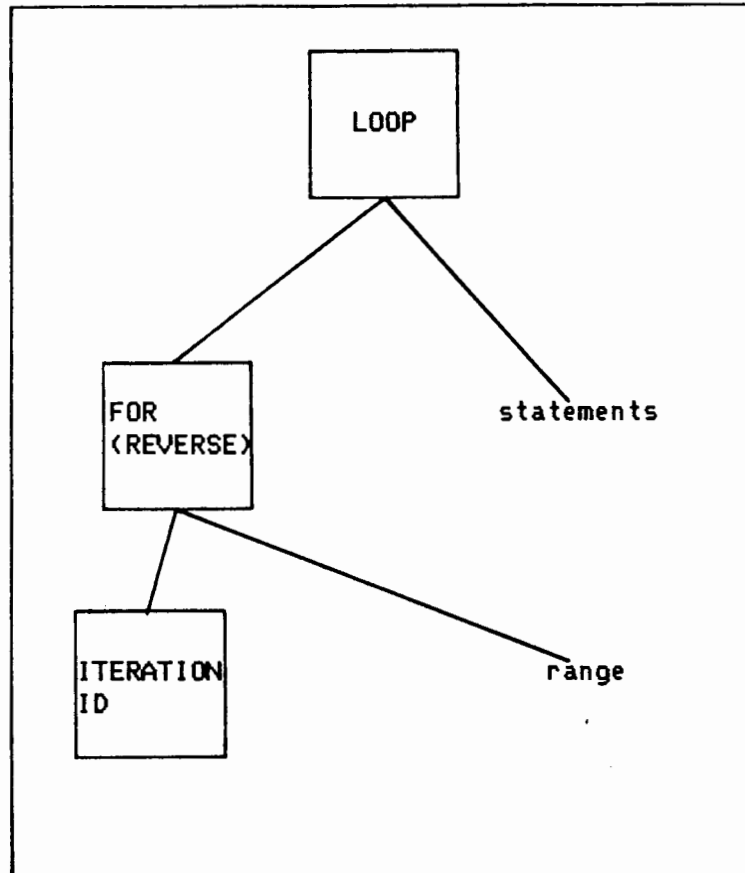 LOOP
FOR
(REVERSE)
statements
ITERATION
ID
range